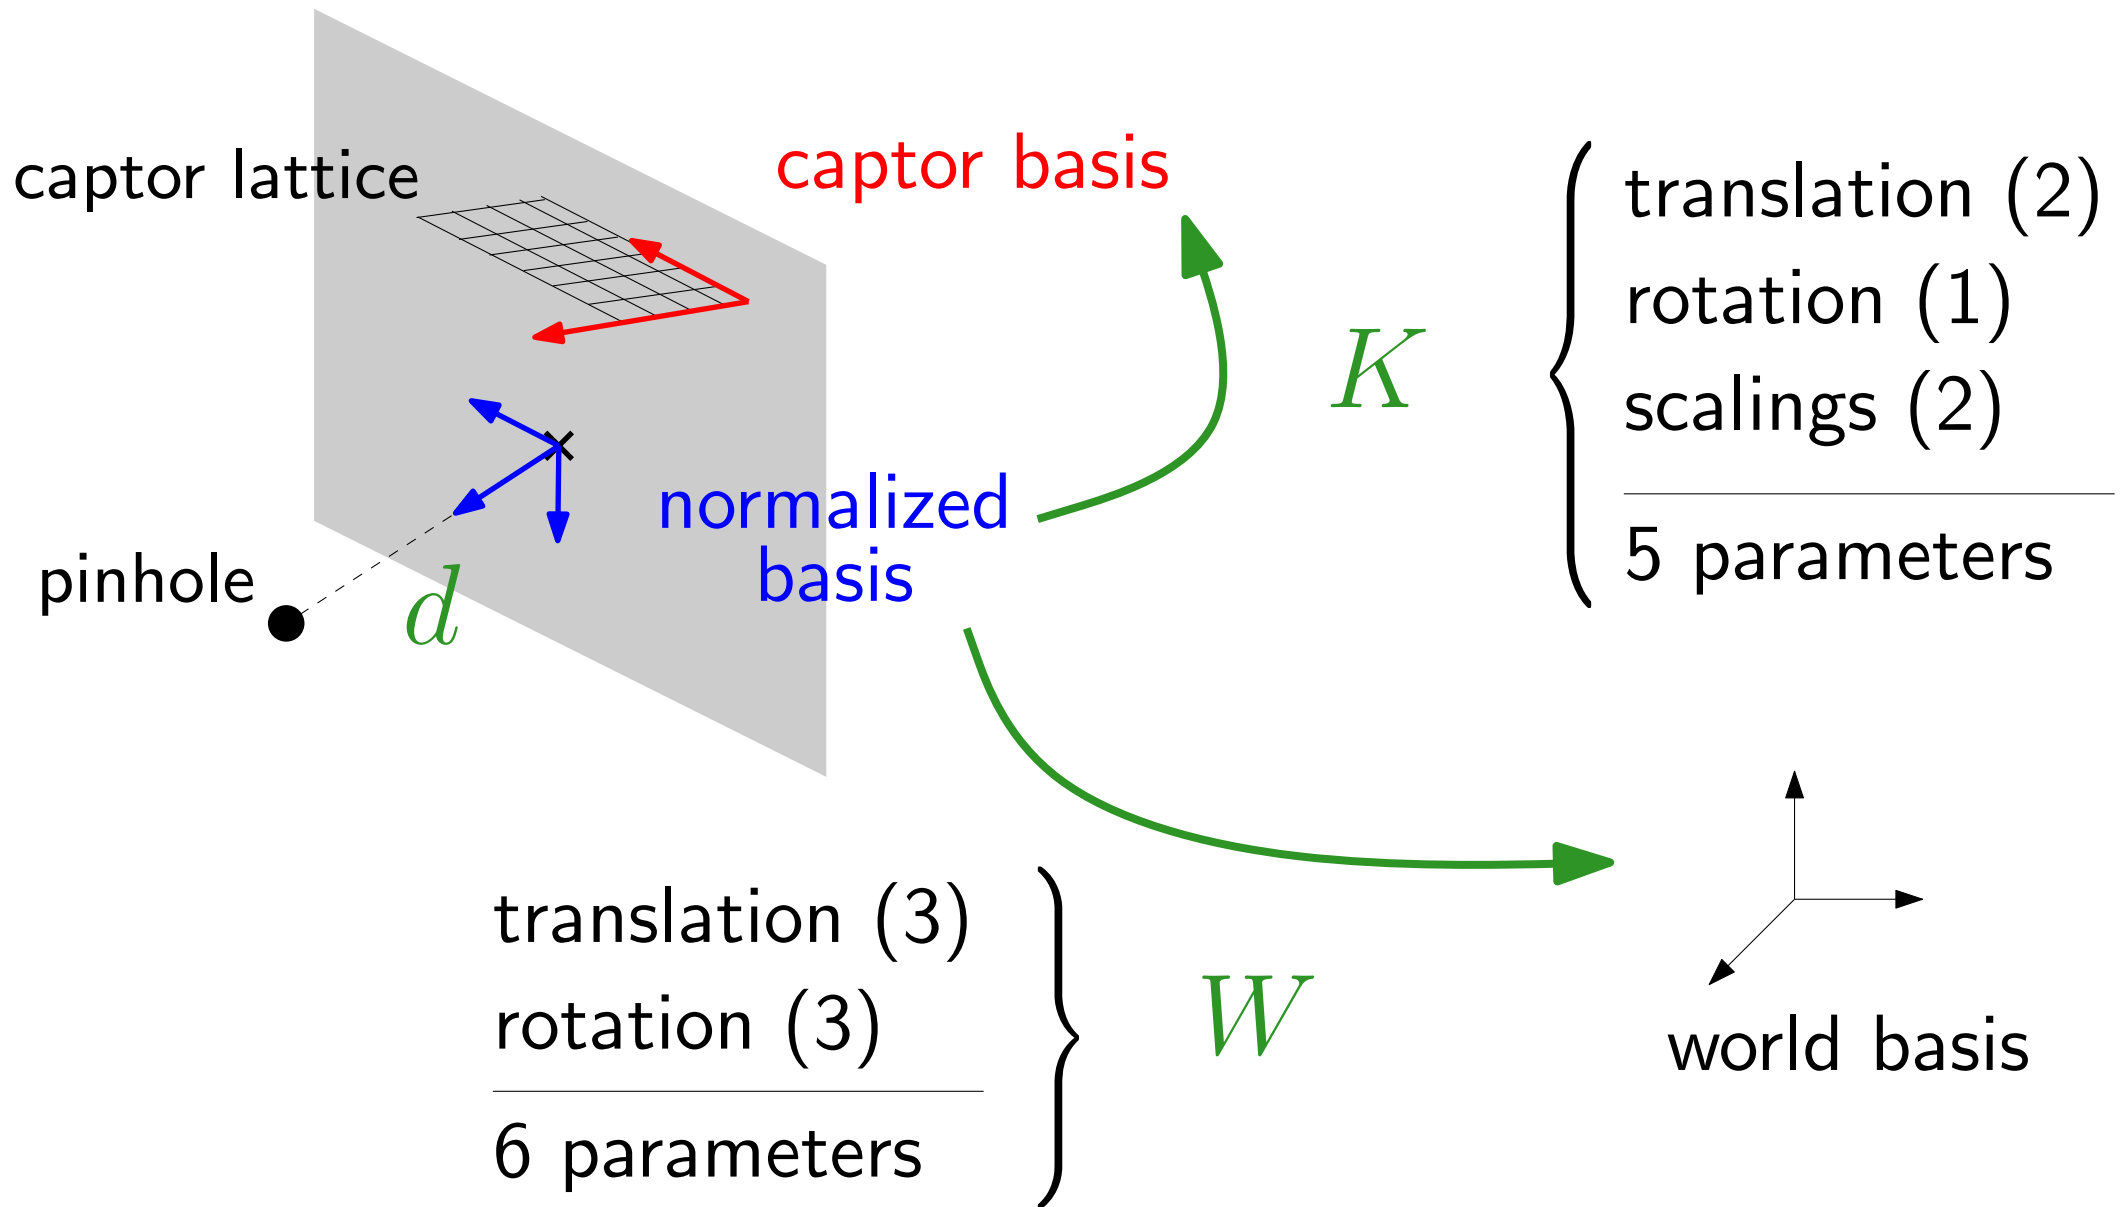 captor lattice
captor basis
pinhole
d
normalized
basis
K
translation (2)
rotation (1)
scalings (2)
5 parameters
translation (3)
rotation (3)
6 parameters
W
world basis